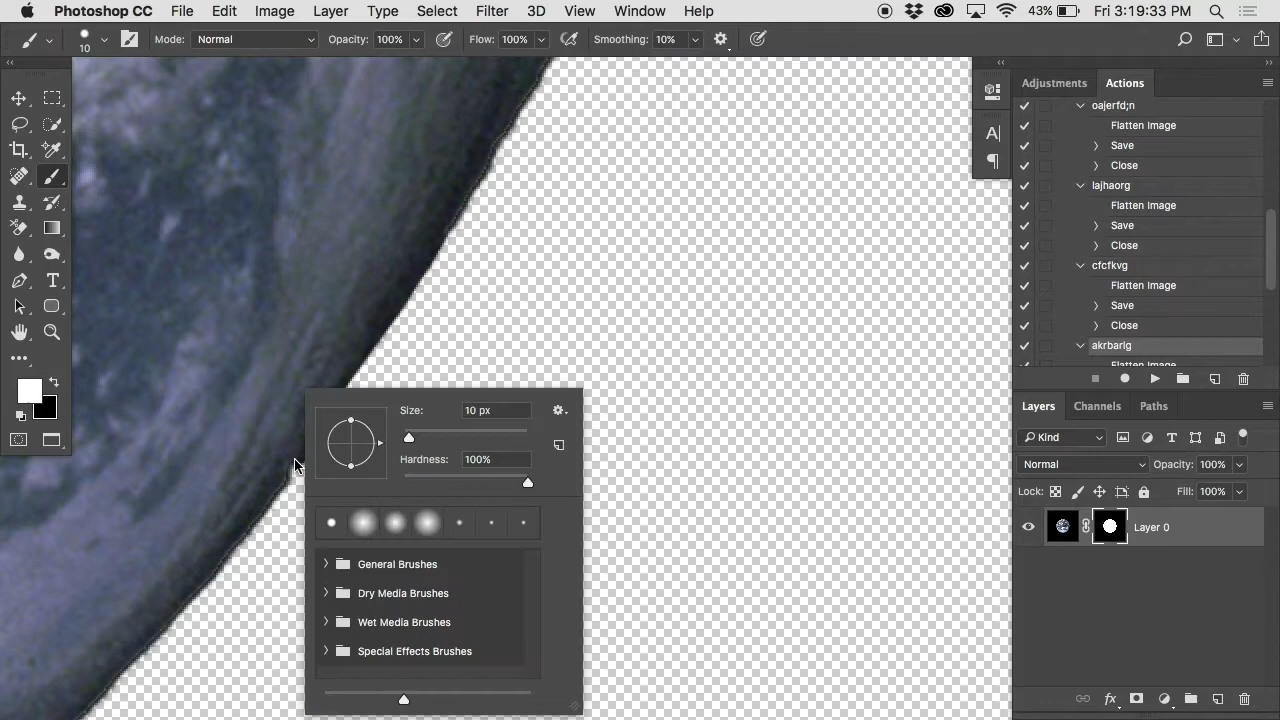 Photoshop CC File Edit Image Layer Type Select Filter 3D View Window Help 43% Fri 3:19:33 PM
10 Mode: Normal Opacity: 100% Flow: 100% Smoothing: 10%
Adjustments Actions
oajerfd;n
Flatten Image
Save
Close
lajhaorg
Flatten Image
Save
Close
cfcfkvg
Flatten Image
Save
Close
akrbarlg
Flatten Image
Size: 10 px
Hardness: 100%
General Brushes
Dry Media Brushes
Wet Media Brushes
Special Effects Brushes
Layers Channels Paths
Kind
Normal Opacity: 100%
Lock: Fill: 100%
Layer 0